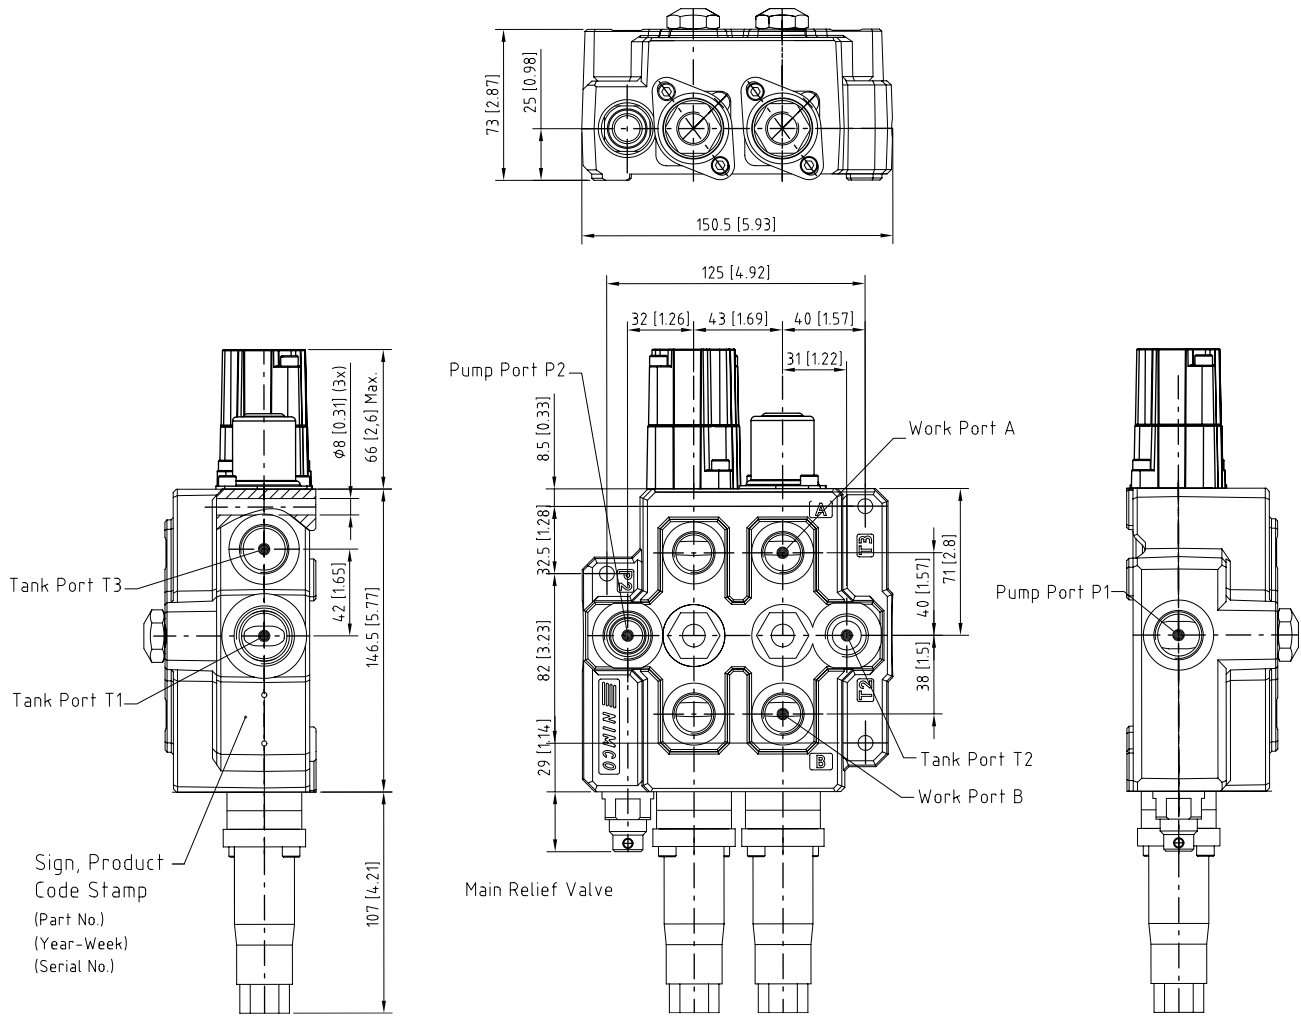 73 [2.87]
25 [0.98]
150.5 [5.93]
125 [4.92]
32 [1.26]
43 [1.69]
40 [1.57]
31 [1.22]
Pump Port P2
Work Port A
ø8 [0.31] (3x)
66 [2,6] Max.
8.5 [0.33]
32.5 [1.28]
A
T3
P2
71 [2.8]
40 [1.57]
Tank Port T3
42 [1.65]
146.5 [5.77]
Pump Port P1
82 [3.23]
38 [1.5]
Tank Port T1
T2
NIMCO
29 [1.14]
B
Tank Port T2
Work Port B
Sign, Product
Code Stamp
(Part No.)
(Year-Week)
(Serial No.)
107 [4.21]
Main Relief Valve